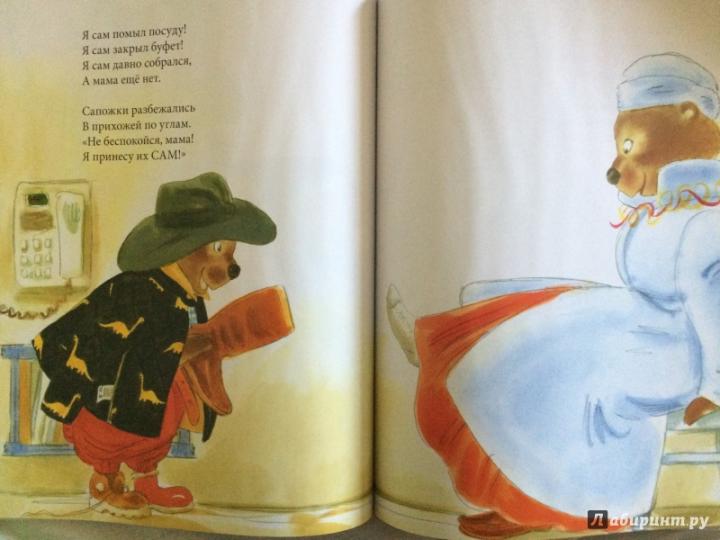 Я сам помыл посуду!
Я сам закрыл буфет!
Я сам давно собрался,
А мама ещё нет.
Сапожки разбежались
В прихожей по углам.
«Не беспокойся, мама!
Я принесу их САМ!»
Лабиринт.ру